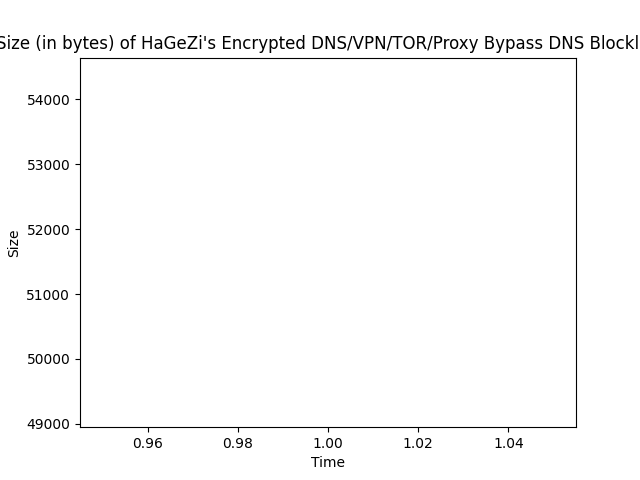 Size (in bytes) of HaGeZi's Encrypted DNS/VPN/TOR/Proxy Bypass DNS Blockl
54000
53000
52000
51000
50000
49000
Size
0.96 0.98 1.00 1.02 1.04
Time